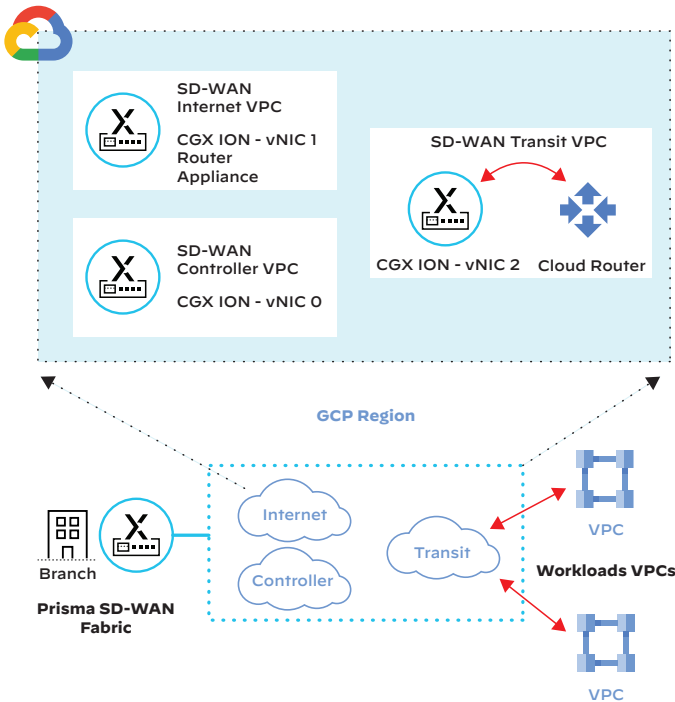 SD-WAN
Internet VPC
CGX ION - vNIC 1
Router
Appliance
SD-WAN
Controller VPC
CGX ION - vNIC 0
SD-WAN Transit VPC
CGX ION - vNIC 2
Cloud Router
GCP Region
Branch
Prisma SD-WAN
Fabric
Internet
Controller
Transit
VPC
Workloads VPCs
VPC